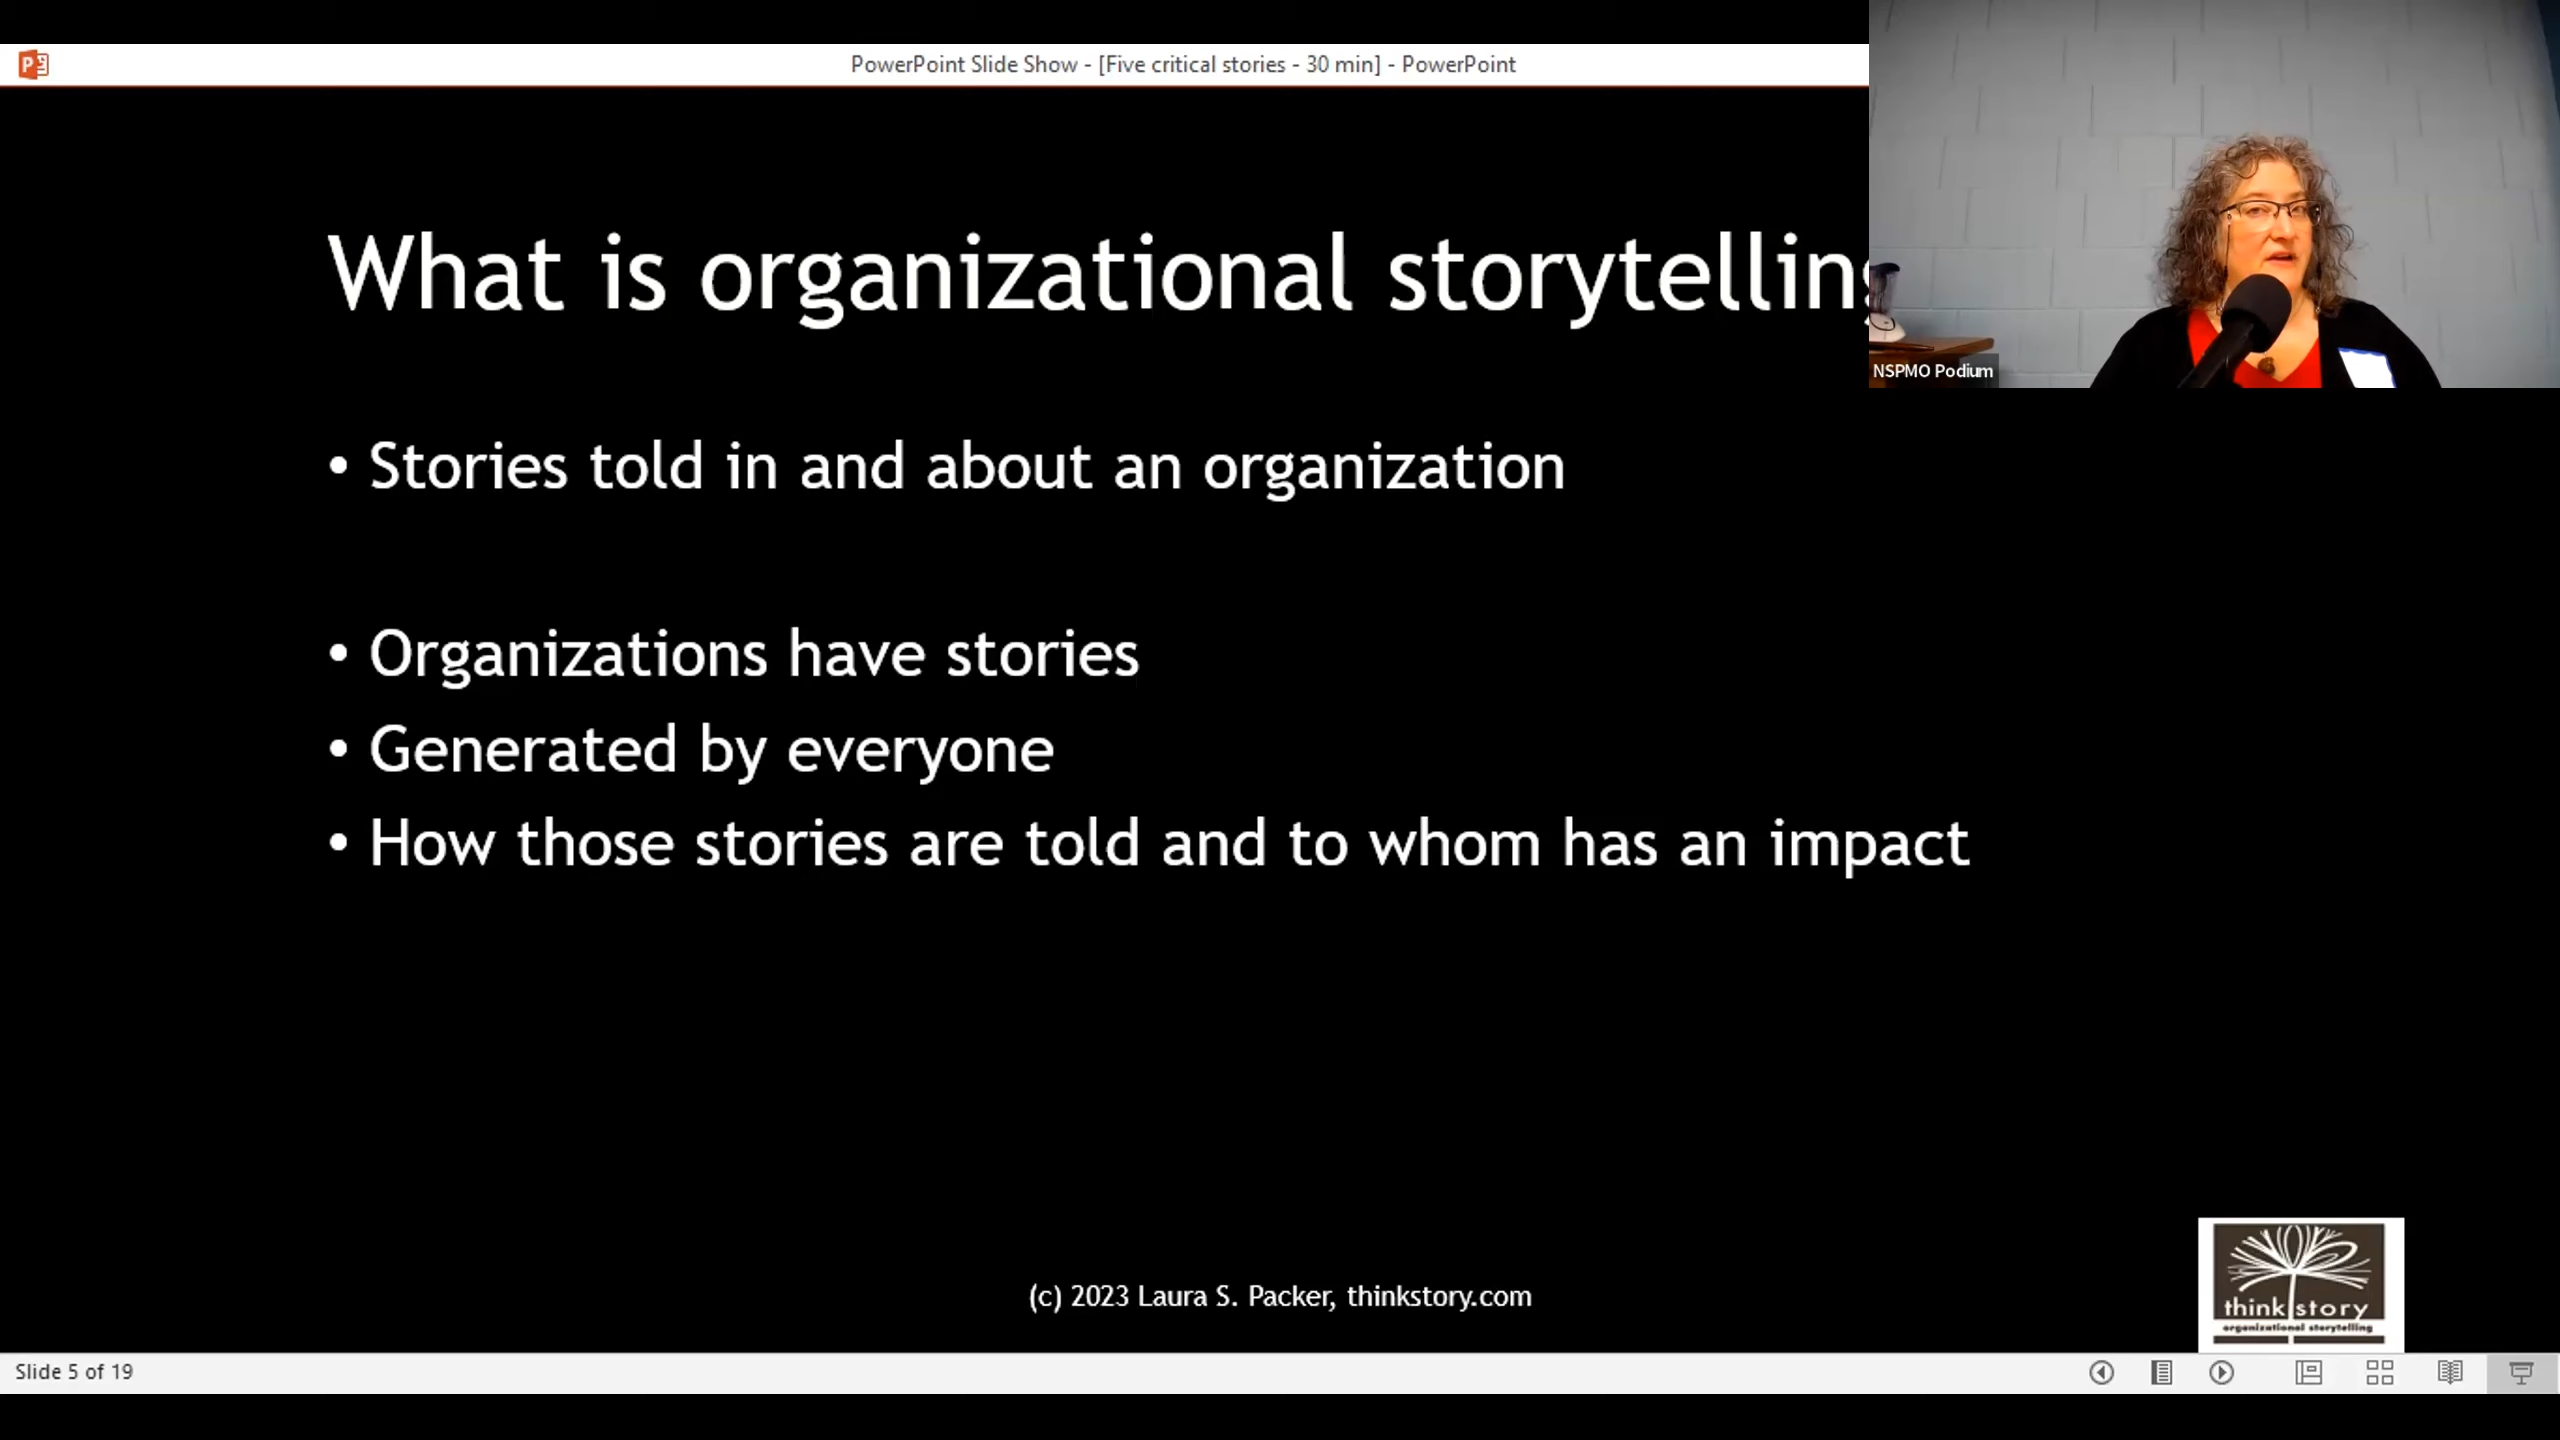 PowerPoint Slide Show - [Five critical stories - 30 min] - PowerPoint
What is organizational storytelling
NSPMO Podium
• Stories told in and about an organization
• Organizations have stories
• Generated by everyone
• How those stories are told and to whom has an impact
(c) 2023 Laura S. Packer, thinkstory.com
think story
organizational storytelling
Slide 5 of 19